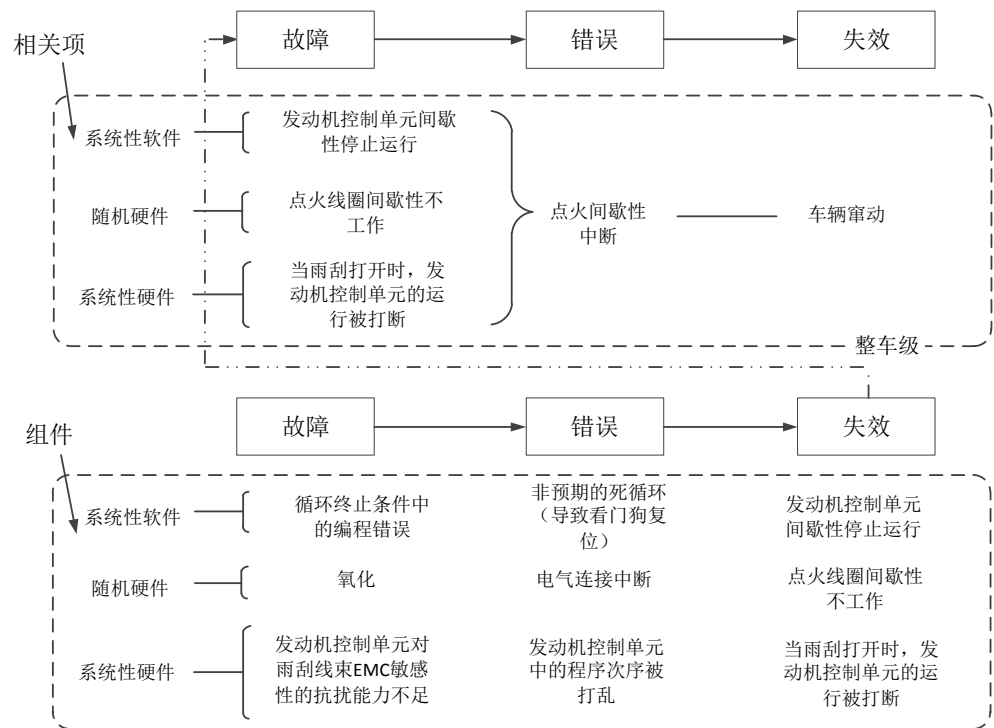 故障
错误
失效
相关项
系统性软件
发动机控制单元间歇
性停止运行
随机硬件
点火线圈间歇性不
工作
点火间歇性
中断
车辆窜动
系统性硬件
当雨刮打开时，发
动机控制单元的运
行被打断
整车级
故障
错误
失效
组件
系统性软件
循环终止条件中
的编程错误
非预期的死循环
（导致看门狗复
位）
发动机控制单元
间歇性停止运行
随机硬件
氧化
电气连接中断
点火线圈间歇性
不工作
系统性硬件
发动机控制单元对
雨刮线束EMC敏感
性的抗扰能力不足
发动机控制单元
中的程序次序被
打乱
当雨刮打开时，发
动机控制单元的运
行被打断